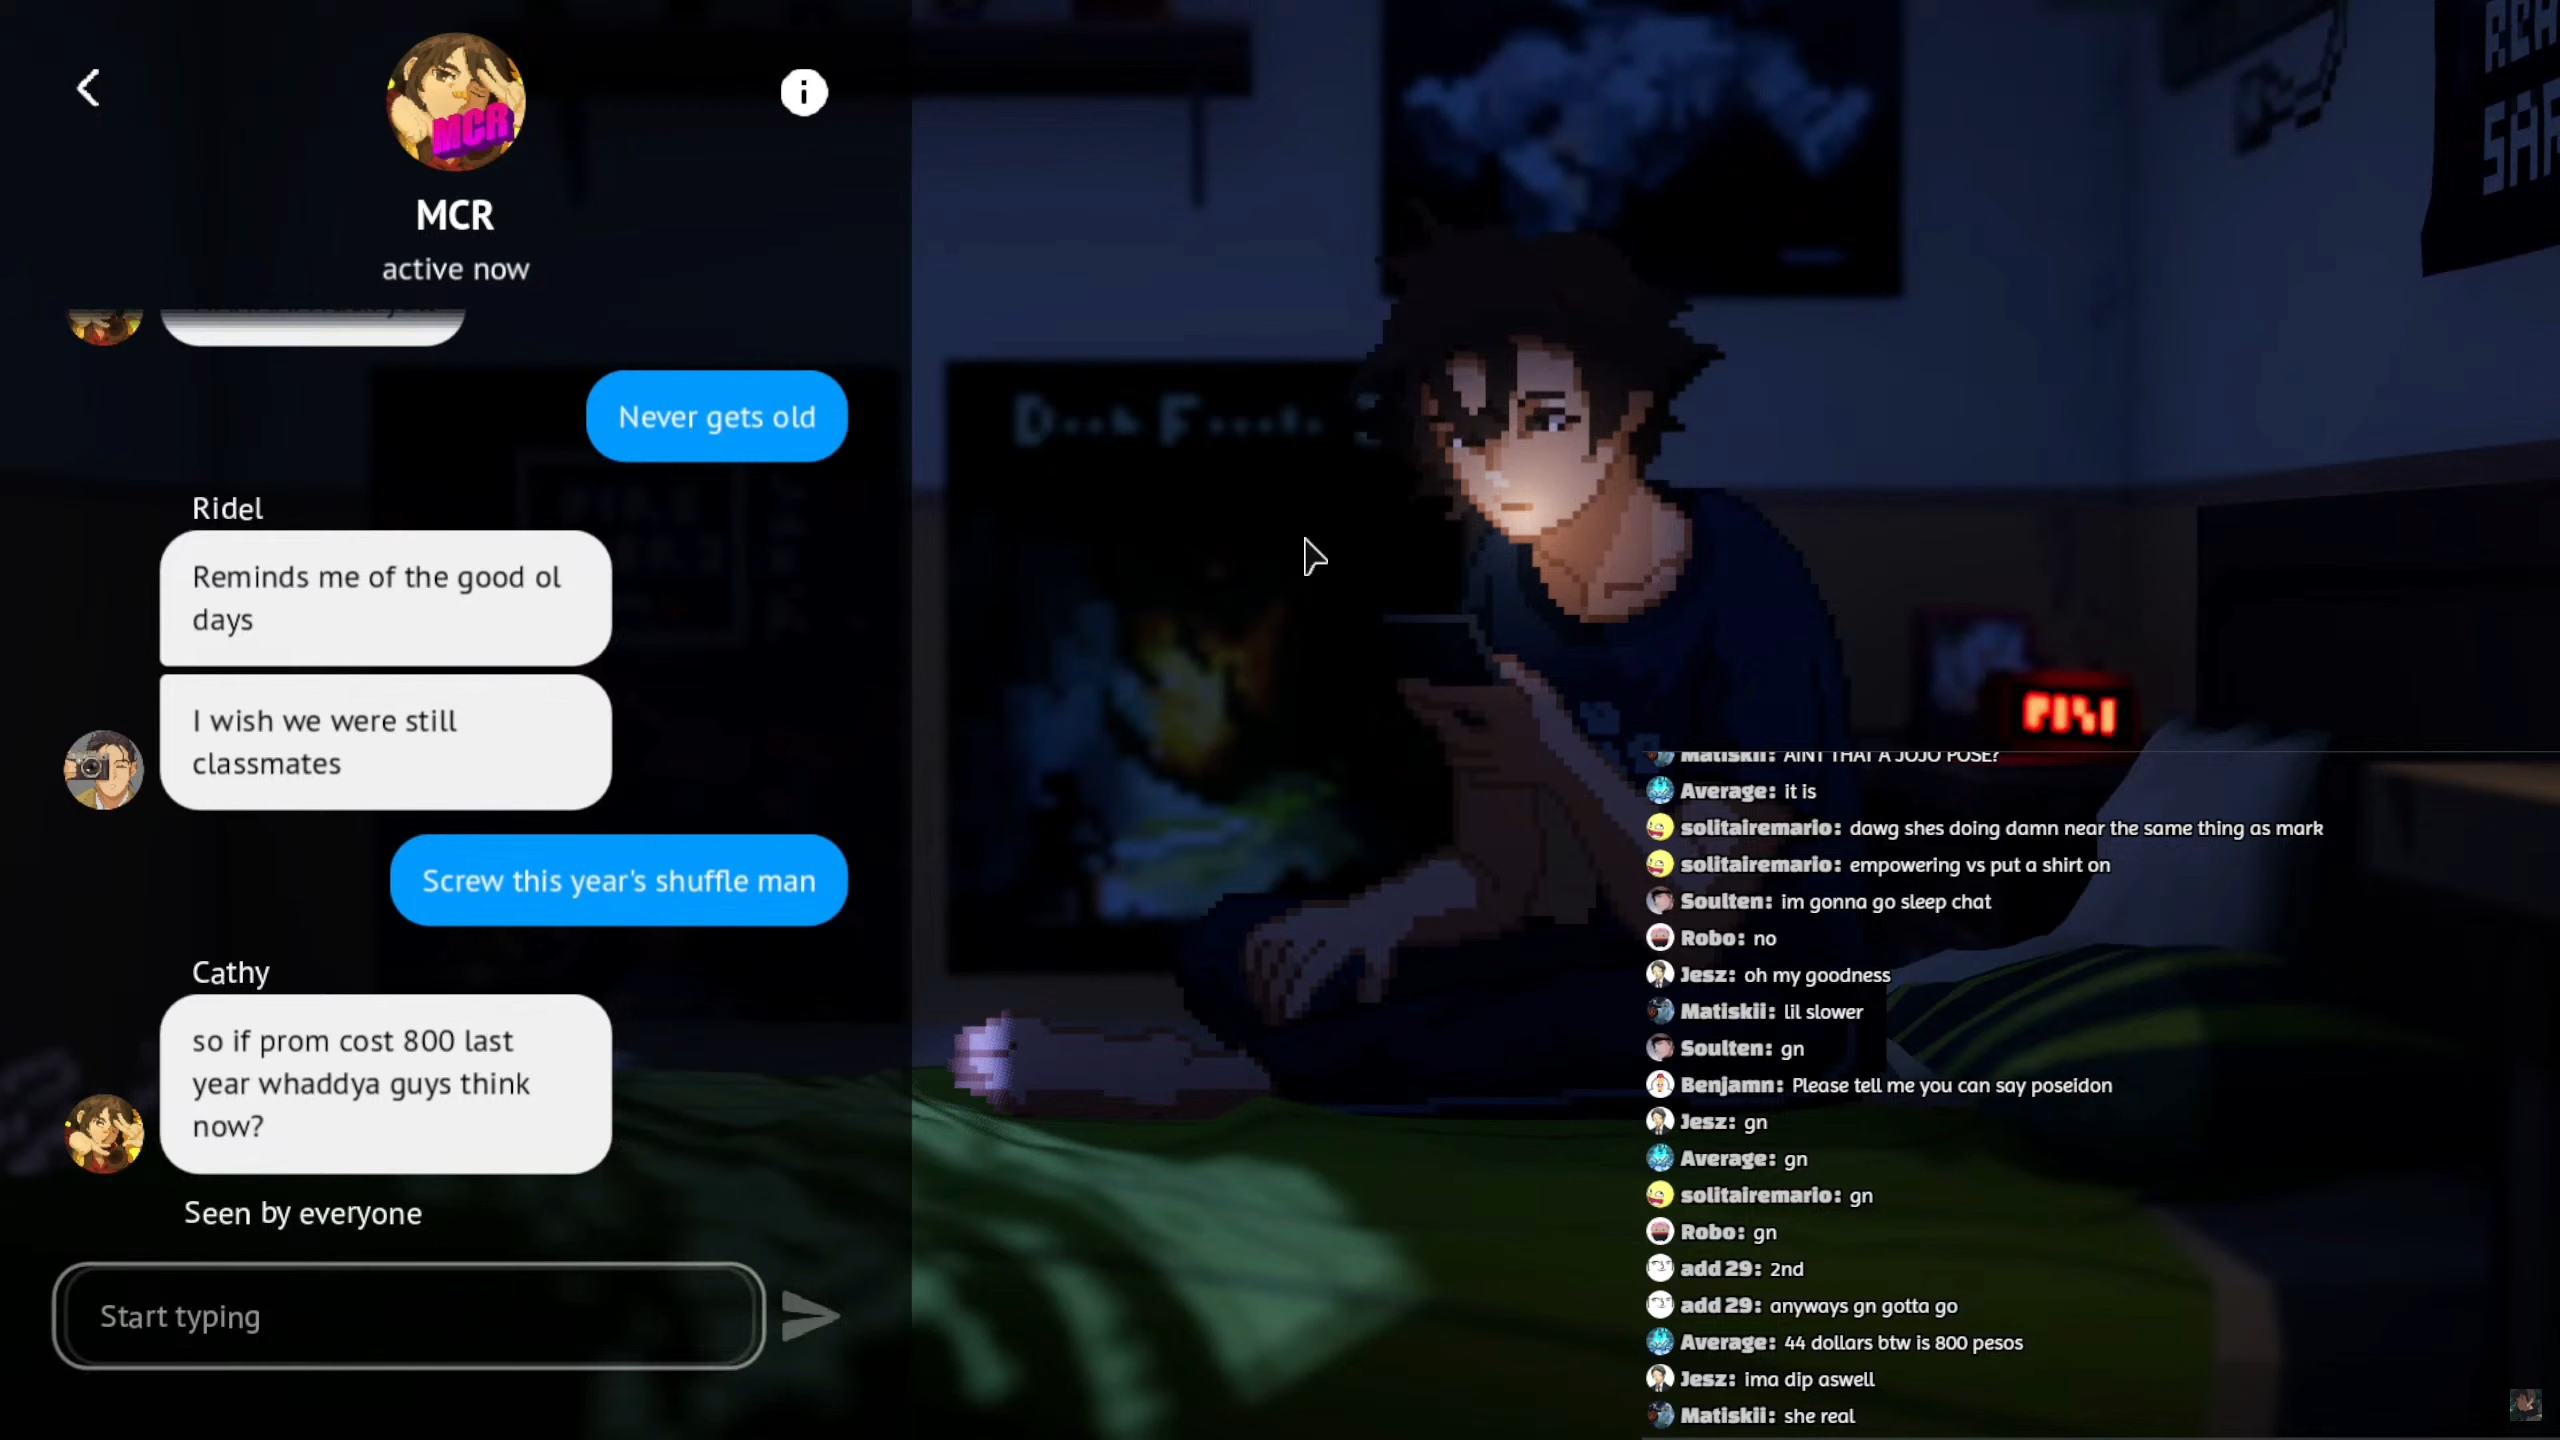 MCR
MCR
active now
Never gets old
Ridel
Reminds me of the good ol
days
I wish we were still
classmates
Screw this year's shuffle man
Cathy
so if prom cost 800 last
year whaddya guys think
now?
Seen by everyone
Start typing
Matiskii: AINT THAT A JOJO POSE?
Average: it is
solitairemario: dawg shes doing damn near the same thing as mark
solitairemario: empowering vs put a shirt on
Soulten: im gonna go sleep chat
Robo: no
Jesz: oh my goodness
Matiskii: lil slower
Soulten: gn
Benjamn: Please tell me you can say poseidon
Jesz: gn
Average: gn
solitairemario: gn
Robo: gn
add 29: 2nd
add 29: anyways gn gotta go
Average: 44 dollars btw is 800 pesos
Jesz: ima dip aswell
Matiskii: she real